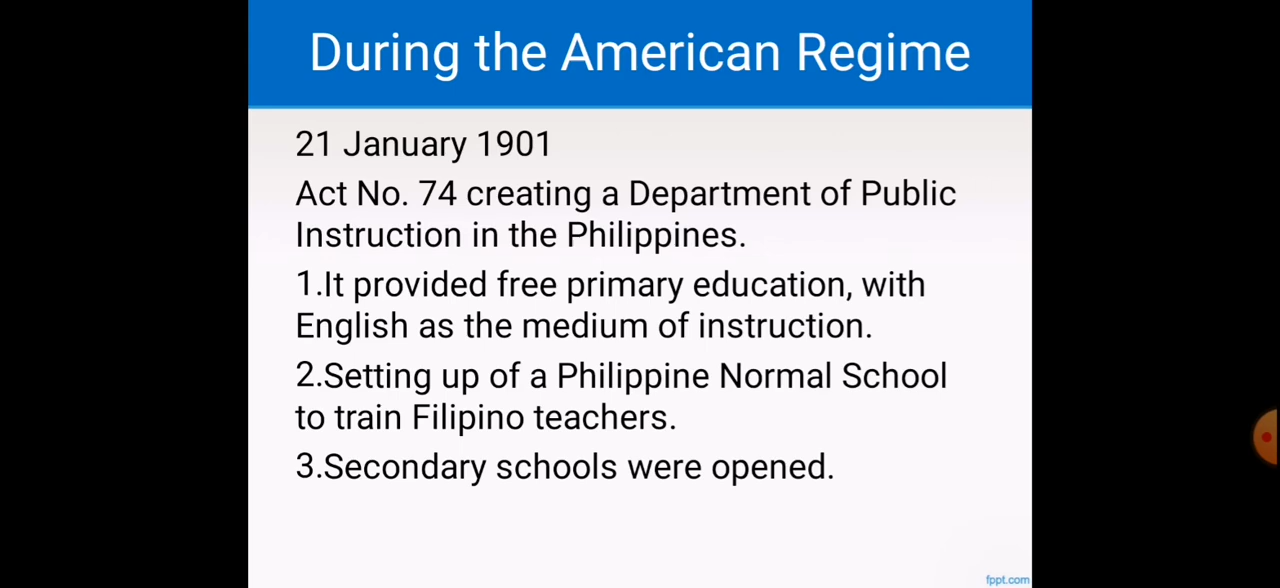 During the American Regime
21 January 1901
Act No. 74 creating a Department of Public
Instruction in the Philippines.
1.It provided free primary education, with
English as the medium of instruction.
2.Setting up of a Philippine Normal School
to train Filipino teachers.
3.Secondary schools were opened.
fppt.com